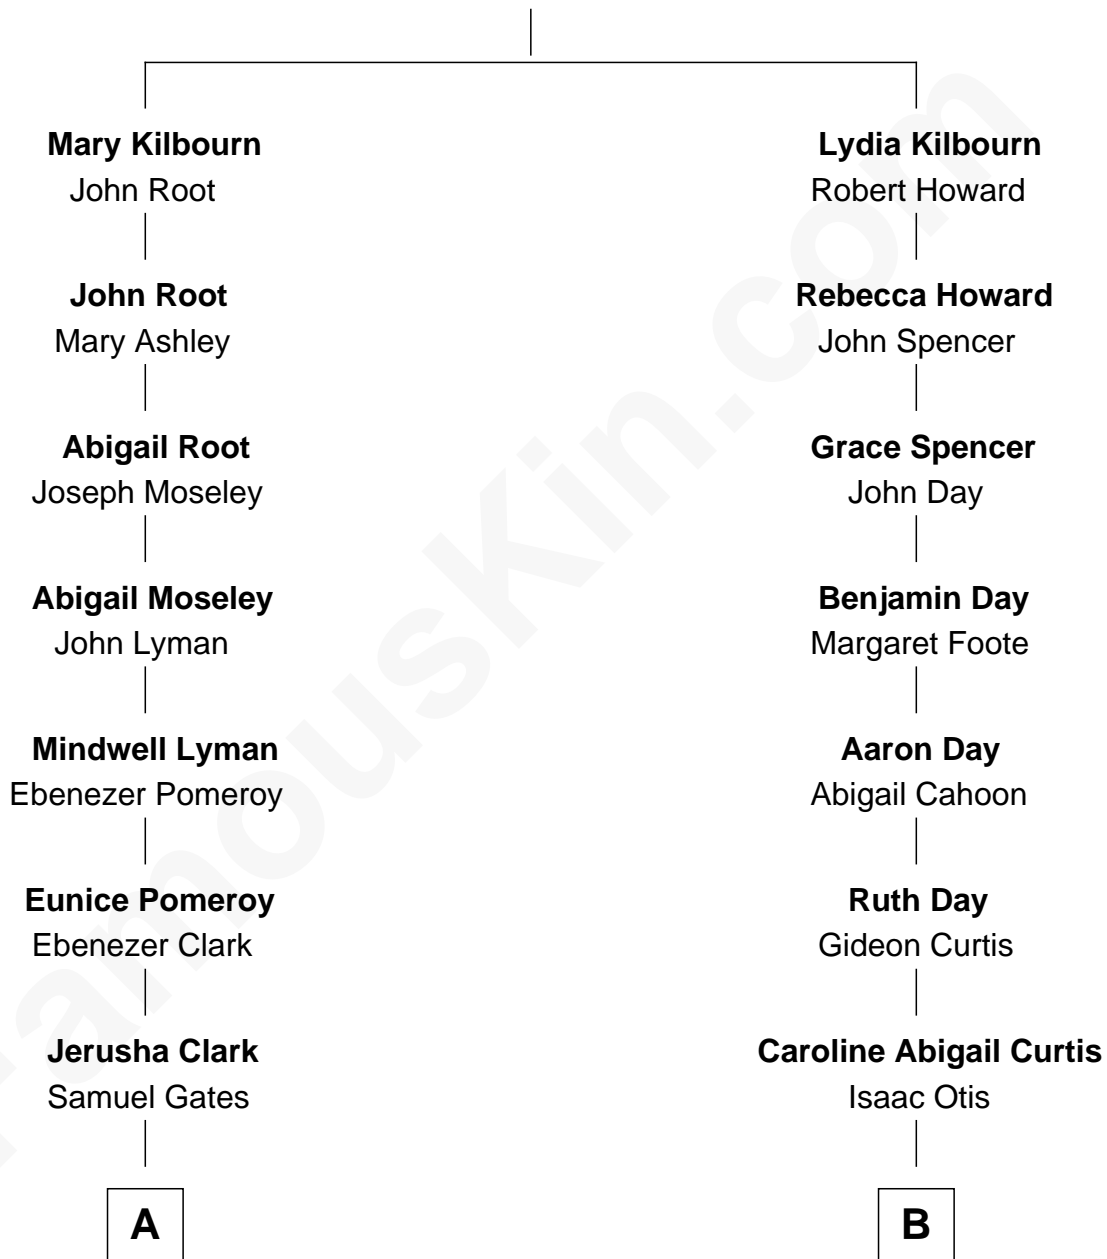 Mary Kilbourn
John Root
Lydia Kilbourn
Robert Howard
John Root
Mary Ashley
Rebecca Howard
John Spencer
Abigail Root
Joseph Moseley
Grace Spencer
John Day
Abigail Moseley
John Lyman
Benjamin Day
Margaret Foote
Mindwell Lyman
Ebenezer Pomeroy
Aaron Day
Abigail Cahoon
Eunice Pomeroy
Ebenezer Clark
Ruth Day
Gideon Curtis
Jerusha Clark
Samuel Gates
Caroline Abigail Curtis
Isaac Otis
A
B
FamousKin.com